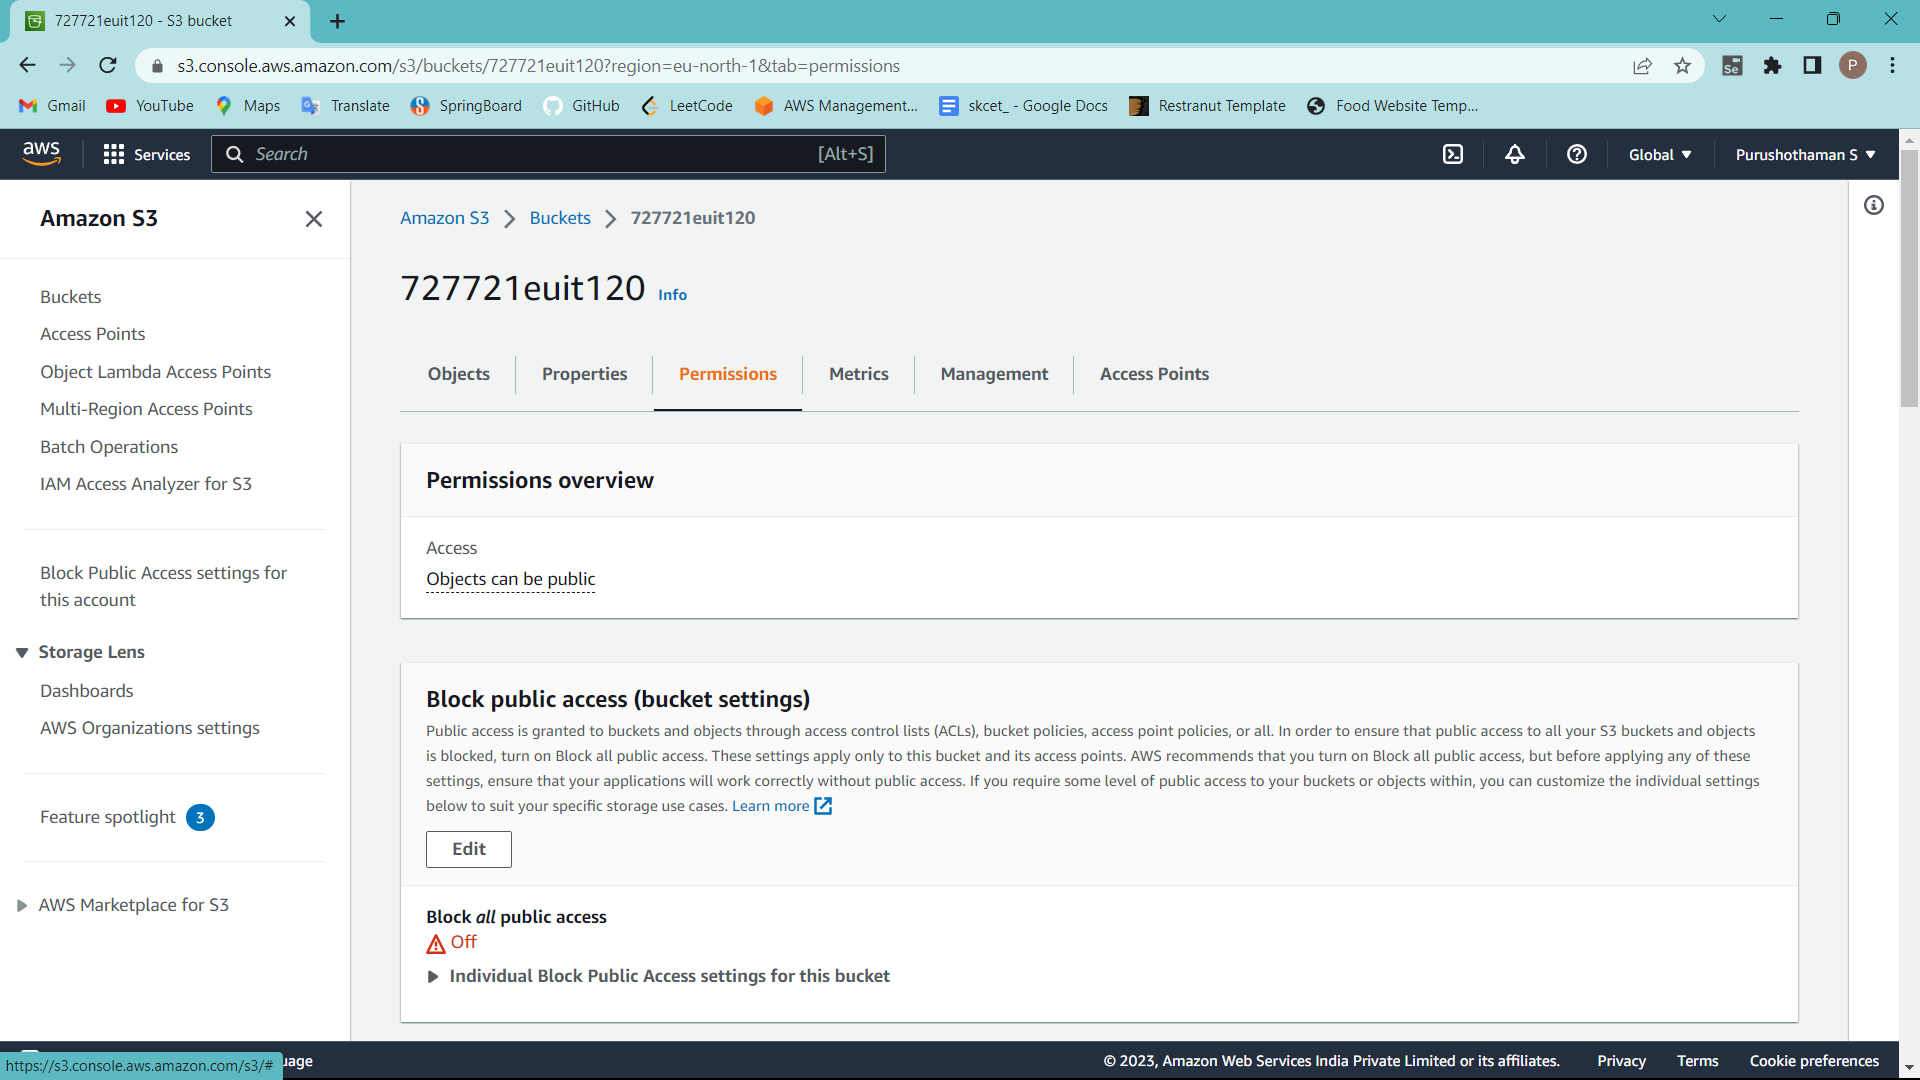 727721euit120 - S3 bucket
s3.console.aws.amazon.com/s3/buckets/727721euit120?region=eu-north-1&tab=permissions
Se
P
Gmail YouTube Maps Translate SpringBoard GitHub LeetCode AWS Management... skcet_ - Google Docs Restranut Template Food Website Temp...
aws Services Search [Alt+S] Global Purushothaman S
Amazon S3
Buckets
Access Points
Object Lambda Access Points
Multi-Region Access Points
Batch Operations
IAM Access Analyzer for S3
Block Public Access settings for
this account
Storage Lens
Dashboards
AWS Organizations settings
Feature spotlight 3
AWS Marketplace for S3
Amazon S3 Buckets 727721euit120
727721euit120 Info
Objects Properties Permissions Metrics Management Access Points
Permissions overview
Access
Objects can be public
Block public access (bucket settings)
Public access is granted to buckets and objects through access control lists (ACLs), bucket policies, access point policies, or all. In order to ensure that public access to all your S3 buckets and objects
is blocked, turn on Block all public access. These settings apply only to this bucket and its access points. AWS recommends that you turn on Block all public access, but before applying any of these
settings, ensure that your applications will work correctly without public access. If you require some level of public access to your buckets or objects within, you can customize the individual settings
below to suit your specific storage use cases. Learn more
Edit
Block all public access
Off
Individual Block Public Access settings for this bucket
https://s3.console.aws.amazon.com/s3/# uage © 2023, Amazon Web Services India Private Limited or its affiliates. Privacy Terms Cookie preferences